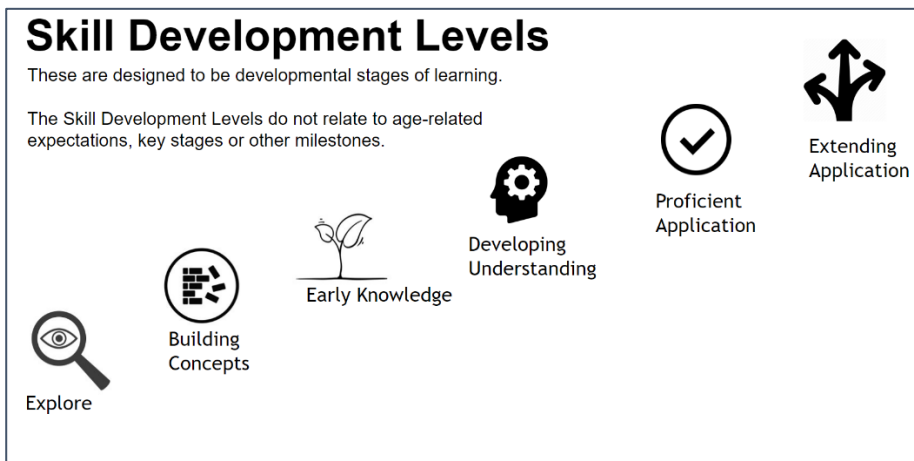 Skill Development Levels
These are designed to be developmental stages of learning.
The Skill Development Levels do not relate to age-related
expectations, key stages or other milestones.
Explore
Building
Concepts
Early Knowledge
Developing
Understanding
Proficient
Application
Extending
Application